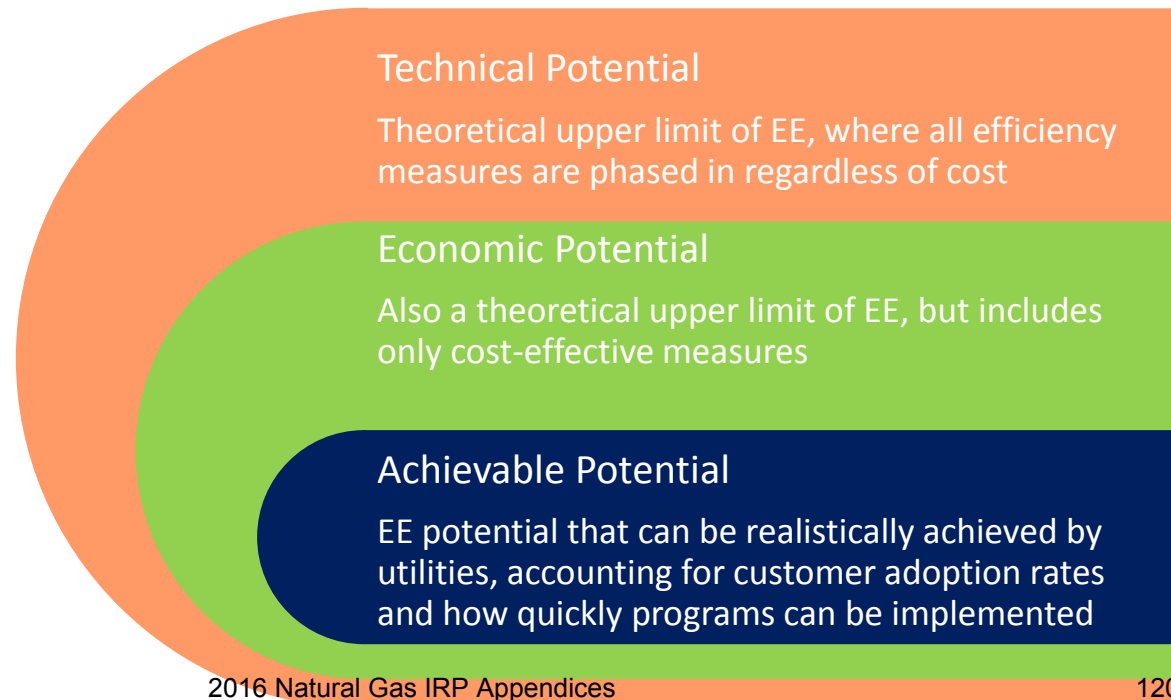 Technical Potential
Theoretical upper limit of EE, where all efficiency
measures are phased in regardless of cost
Economic Potential
Also a theoretical upper limit of EE, but includes
only cost-effective measures
Achievable Potential
EE potential that can be realistically achieved by
utilities, accounting for customer adoption rates
and how quickly programs can be implemented
2016 Natural Gas IRP Appendices